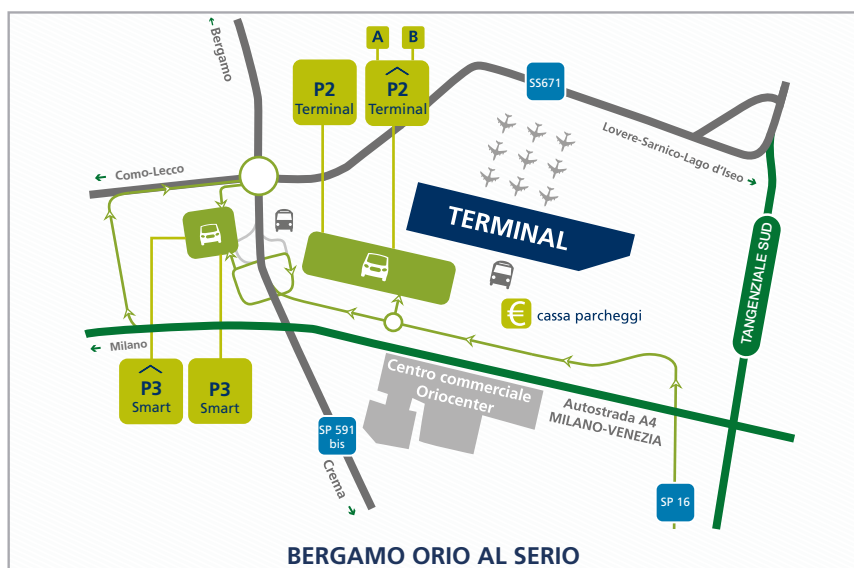 Bergamo
A
B
P2
Terminal
P2
Terminal
SS671
Lovere-Sarnico-Lago d'Iseo
Como-Lecco
TERMINAL
TANGENZIALE SUD
€ cassa parcheggi
Milano
P3
Smart
P3
Smart
Centro commerciale
Oriocenter
Autostrada A4
MILANO-VENEZIA
SP 591
bis
Crema
SP 16
BERGAMO ORIO AL SERIO